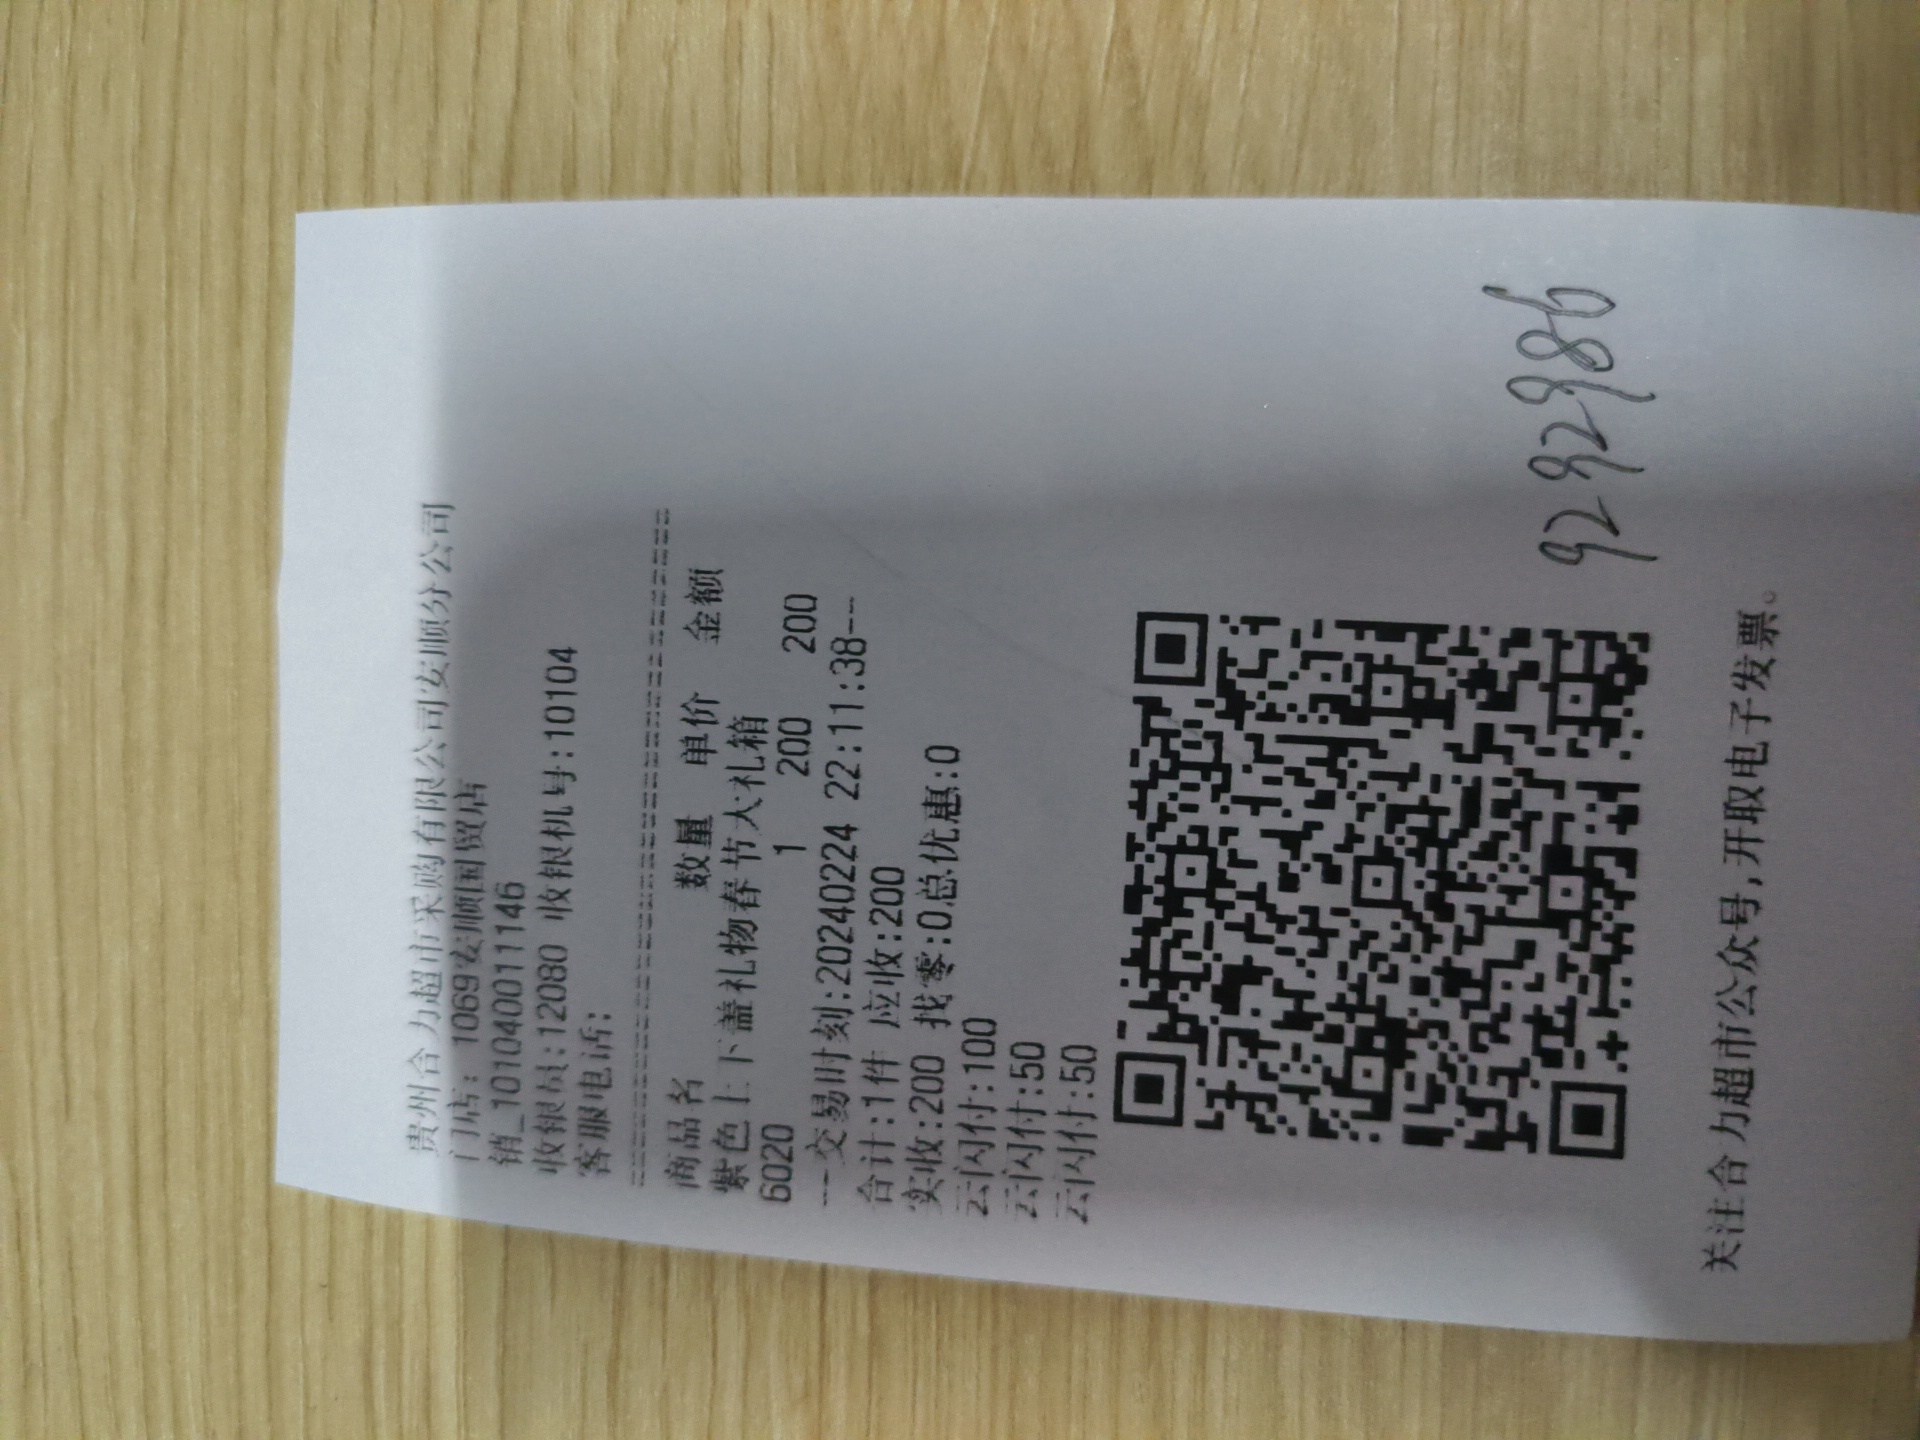 贵州合力超市采购有限公司安顺分公司
门店: 1069安顺国贸店
销_101040011146
收银员:12080 收银机号:10104
客服电话:
商品名 数量 单价 金额
紫色上下盖礼物春节大礼箱
6020 1 200 200
---交易时刻:20240224 22:11:38---
合计:1件 应收:200
实收:200 找零:0总优惠:0
云闪付:100
云闪付:50
云闪付:50
关注合力超市公众号,开取电子发票。